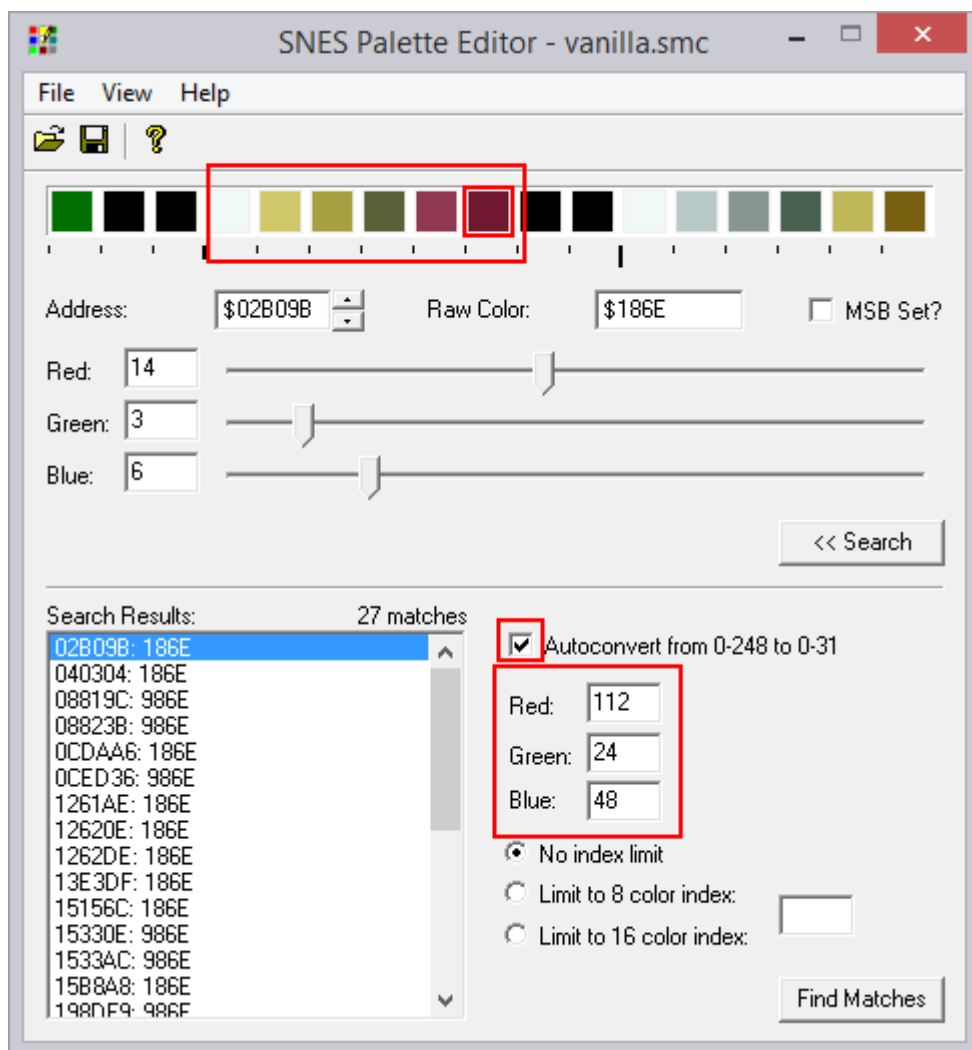 SNES Palette Editor - vanilla.smc
File View Help
Address: $02B09B Raw Color: $186E MSB Set?
Red: 14
Green: 3
Blue: 6
<< Search
Search Results: 27 matches
02B09B: 186E
040304: 186E
08819C: 986E
08823B: 986E
0CDAA6: 186E
0CED36: 986E
1261AE: 186E
12620E: 186E
1262DE: 186E
13E3DF: 186E
15156C: 186E
15330E: 986E
1533AC: 986E
15B8A8: 186E
198DF9: 986E
Autoconvert from 0-248 to 0-31
Red: 112
Green: 24
Blue: 48
No index limit
Limit to 8 color index:
Limit to 16 color index:
Find Matches